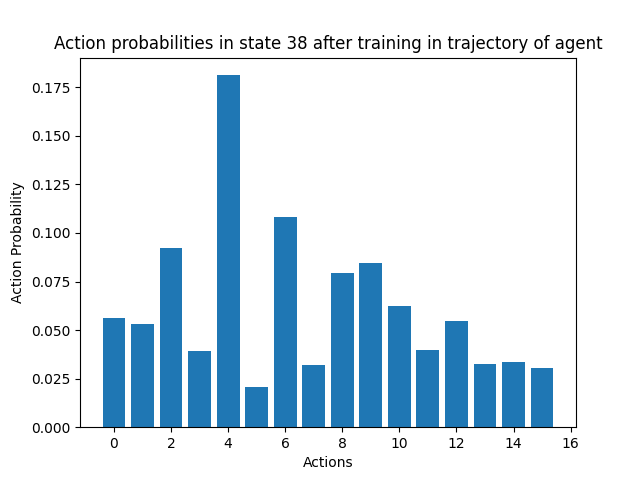 Action probabilities in state 38 after training in trajectory of agent
Action Probability
0.175
0.150
0.125
0.100
0.075
0.050
0.025
0.000
0 2 4 6 8 10 12 14 16
Actions